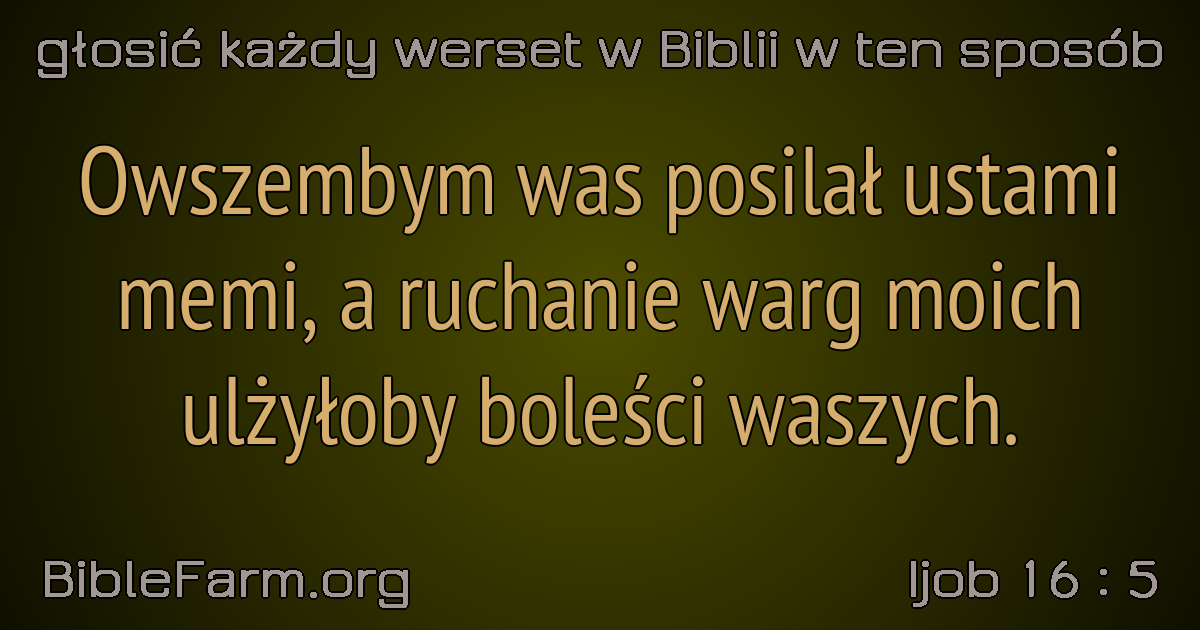 głosić każdy werset w Biblii w ten sposób
Owszembym was posilał ustami
memi, a ruchanie warg moich
ulżyłoby boleści waszych.
BibleFarm.org
Ijob 16 : 5